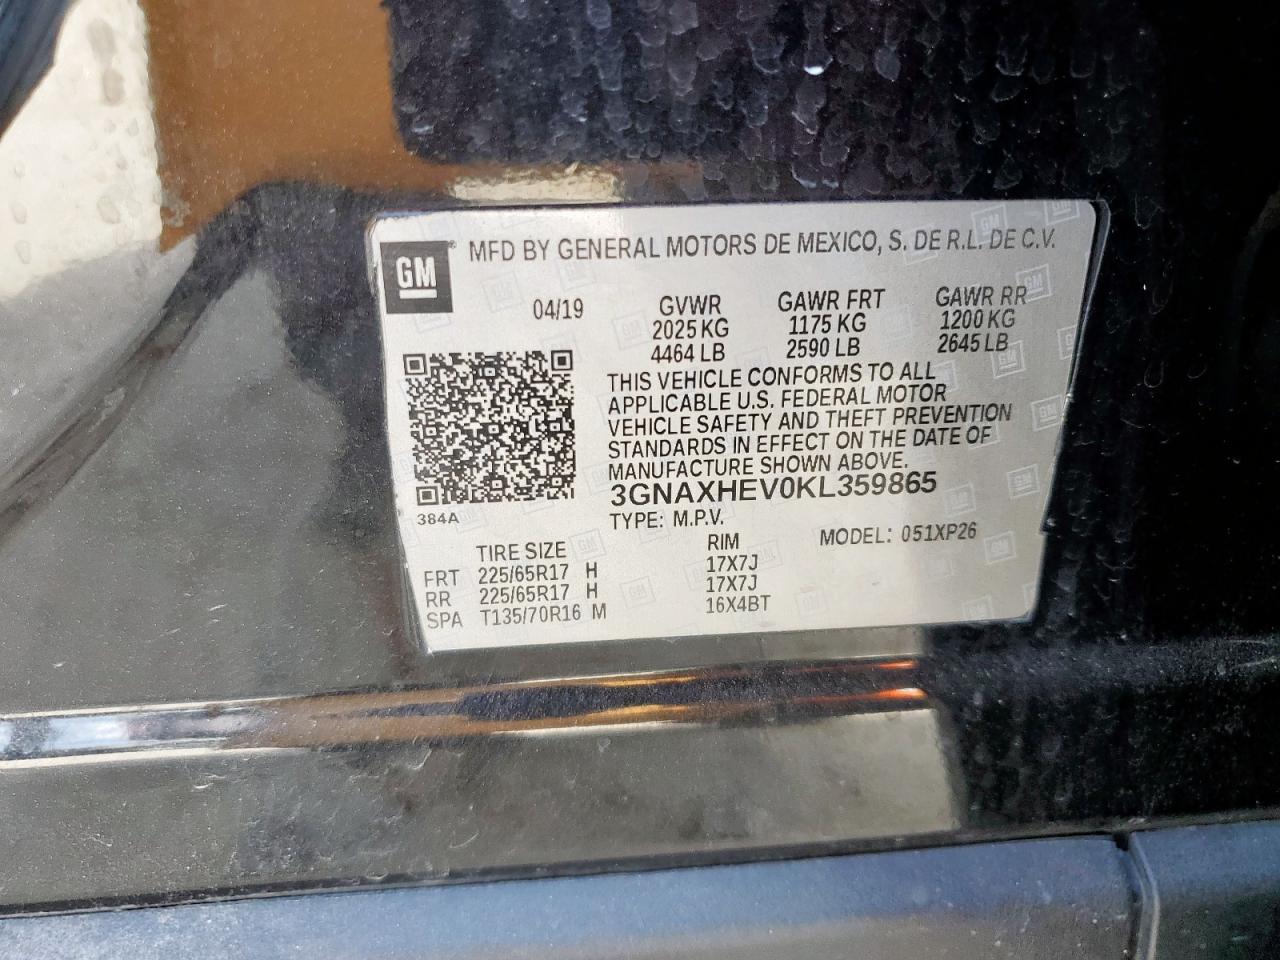 GM ® MFD BY GENERAL MOTORS DE MEXICO, S. DE R.L. DE C.V.
04/19 GVWR GAWR FRT GAWR RR
2025 KG 1175 KG 1200 KG
4464 LB 2590 LB 2645 LB
THIS VEHICLE CONFORMS TO ALL
APPLICABLE U.S. FEDERAL MOTOR
VEHICLE SAFETY AND THEFT PREVENTION
STANDARDS IN EFFECT ON THE DATE OF
MANUFACTURE SHOWN ABOVE.
3GNAXHEV0KL359865
384A TYPE: M.P.V.
MODEL: 051XP26
TIRE SIZE RIM
FRT 225/65R17 H 17X7J
RR 225/65R17 H 17X7J
SPA T135/70R16 M 16X4BT